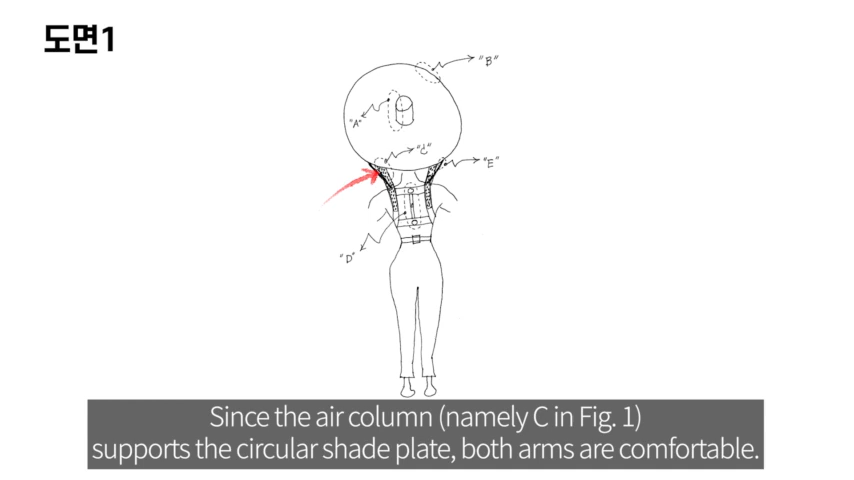 도면1
"B"
"A"
"C"
"E"
"D"
Since the air column (namely C in Fig. 1)
supports the circular shade plate, both arms are comfortable.